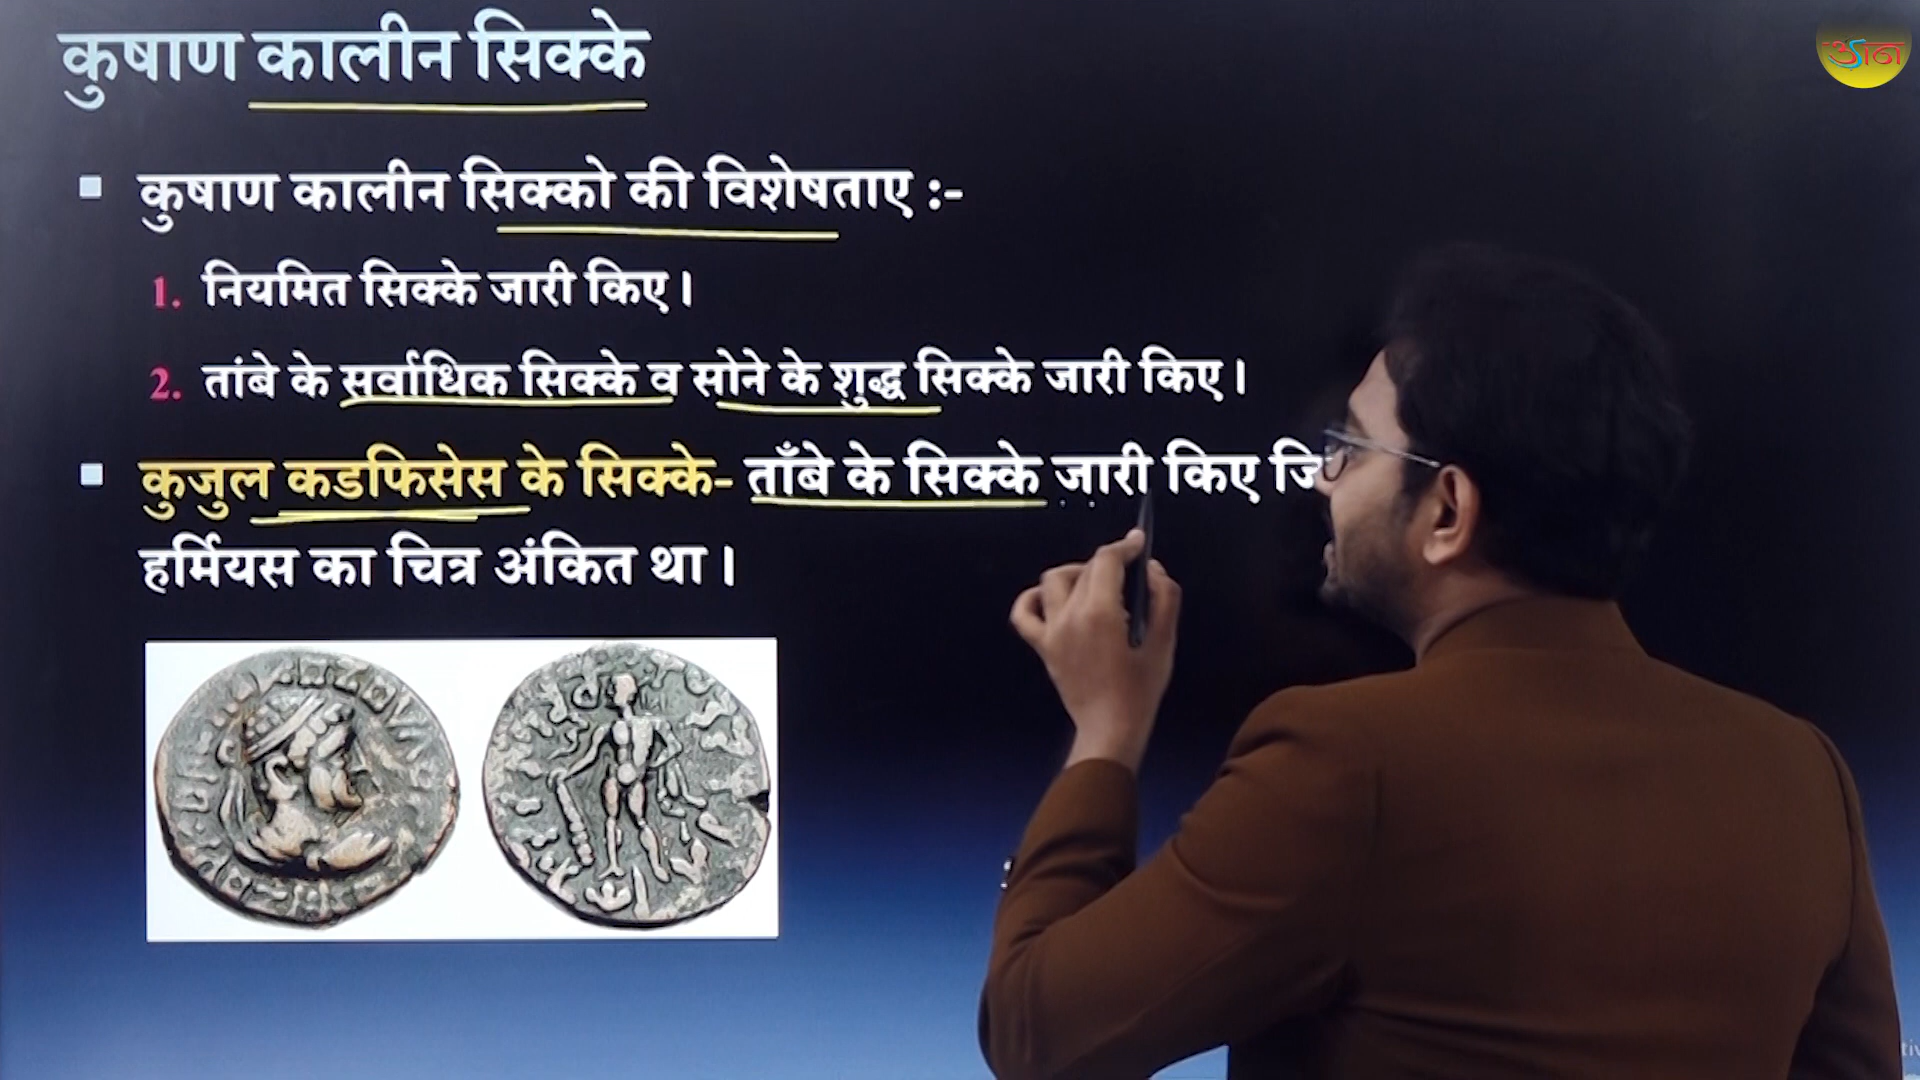 कुषाण कालीन सिक्के
कुषाण कालीन सिक्को की विशेषताए :-
1. नियमित सिक्के जारी किए।
2. तांबे के सर्वाधिक सिक्के व सोने के शुद्ध सिक्के जारी किए।
कुजुल कडफिसेस के सिक्के- ताँबे के सिक्के जारी किए
हर्मियस का चित्र अंकित था।